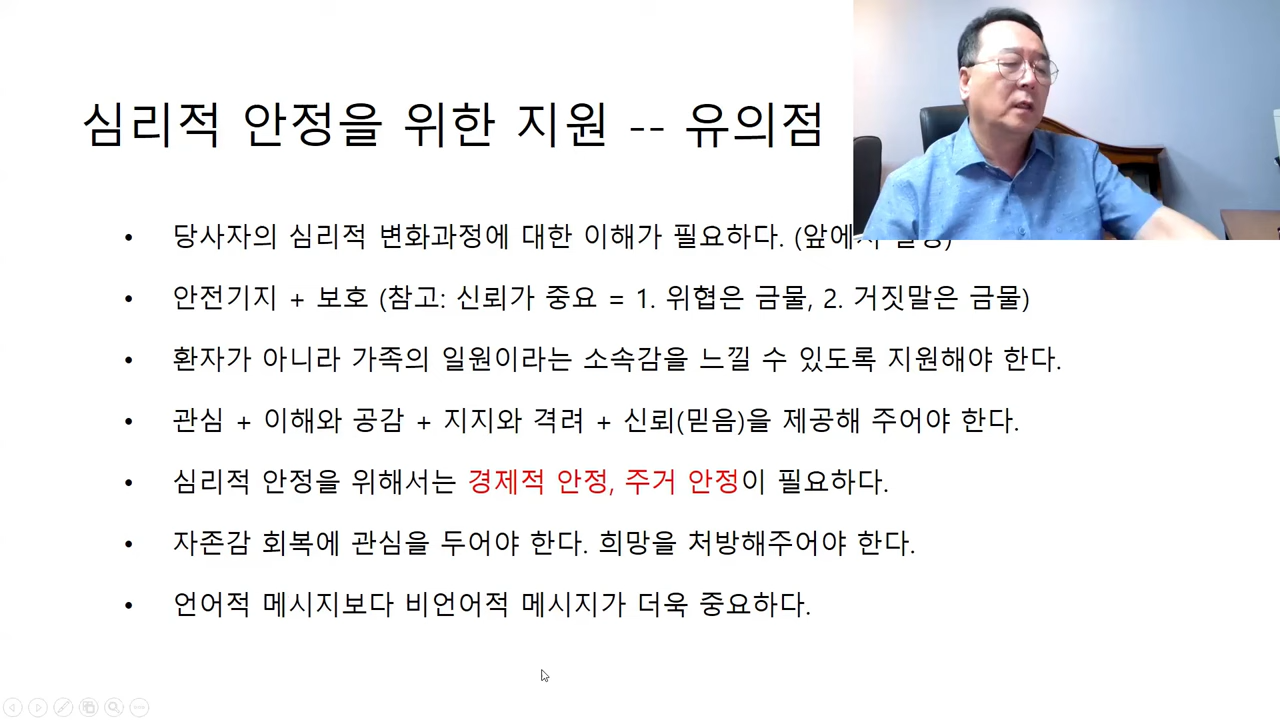 심리적 안정을 위한 지원 -- 유의점
• 당사자의 심리적 변화과정에 대한 이해가 필요하다. (앞에서
• 안전기지 + 보호 (참고: 신뢰가 중요 = 1. 위협은 금물, 2. 거짓말은 금물)
• 환자가 아니라 가족의 일원이라는 소속감을 느낄 수 있도록 지원해야 한다.
• 관심 + 이해와 공감 + 지지와 격려 + 신뢰(믿음)을 제공해 주어야 한다.
• 심리적 안정을 위해서는 경제적 안정, 주거 안정이 필요하다.
• 자존감 회복에 관심을 두어야 한다. 희망을 처방해주어야 한다.
• 언어적 메시지보다 비언어적 메시지가 더욱 중요하다.